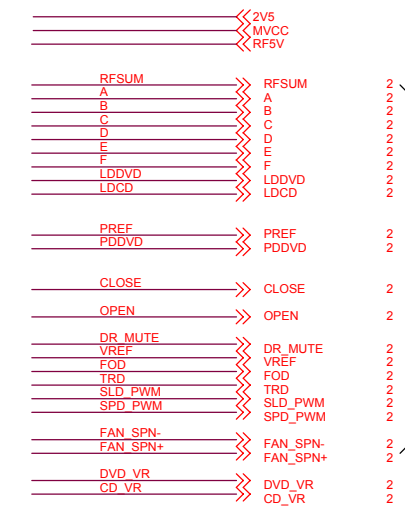 2V5
MVCC
RF5V
RFSUM RFSUM 2
A A 2
B B 2
C C 2
D D 2
E E 2
F F 2
LDDVD LDDVD 2
LDCD LDCD 2
PREF PREF 2
PDDVD PDDVD 2
CLOSE CLOSE 2
OPEN OPEN 2
DR_MUTE DR_MUTE 2
VREF VREF 2
FOD FOD 2
TRD TRD 2
SLD_PWM SLD_PWM 2
SPD_PWM SPD_PWM 2
FAN_SPN- FAN_SPN- 2
FAN_SPN+ FAN_SPN+ 2
DVD_VR DVD_VR 2
CD_VR CD_VR 2